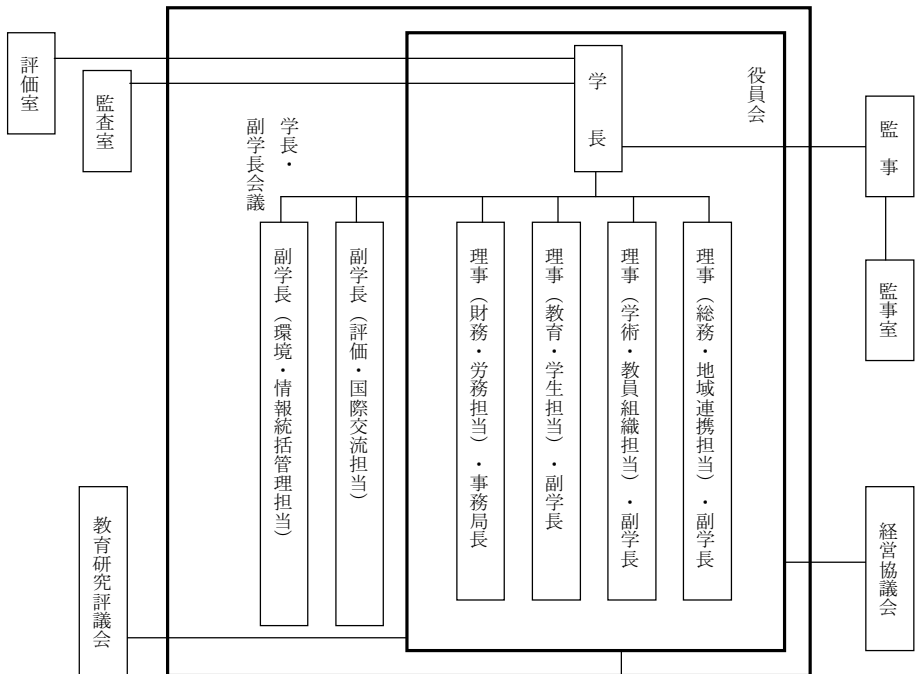 監事室
監 事
経営協議会
役員会
学 長
理事（総務・地域連携担当）・副学長
理事（学術・教員組織担当）・副学長
理事（教育・学生担当）・副学長
理事（財務・労務担当）・事務局長
学長・
副学長会議
副学長（評価・国際交流担当）
副学長（環境・情報統括管理担当）
監査室
評価室
教育研究評議会